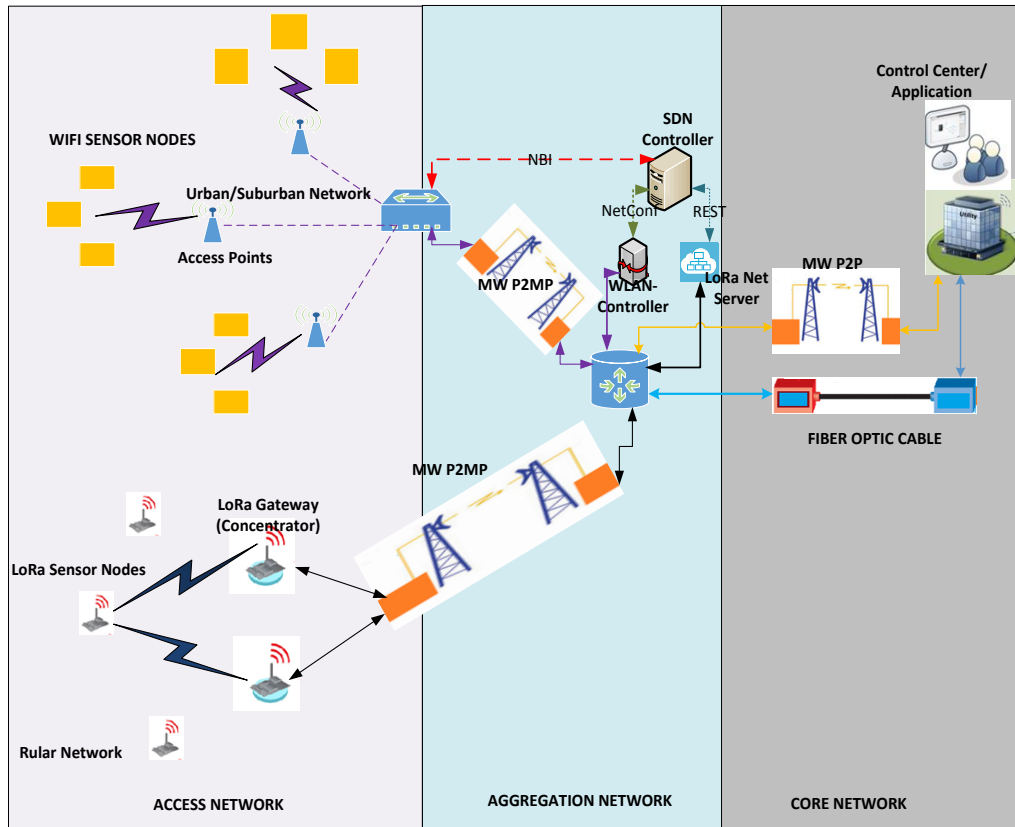 Control Center/
Application
SDN
Controller
WIFI SENSOR NODES
NBI
Urban/Suburban Network
Utility
NetConf
REST
Access Points
MW P2MP
WLAN-
Controller
LoRa Net
Server
MW P2P
FIBER OPTIC CABLE
MW P2MP
LoRa Gateway
(Concentrator)
LoRa Sensor Nodes
Rular Network
ACCESS NETWORK
AGGREGATION NETWORK
CORE NETWORK